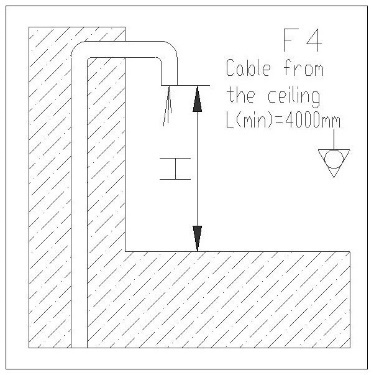 F4
Cable from
the ceiling
L(min)=4000mm
H